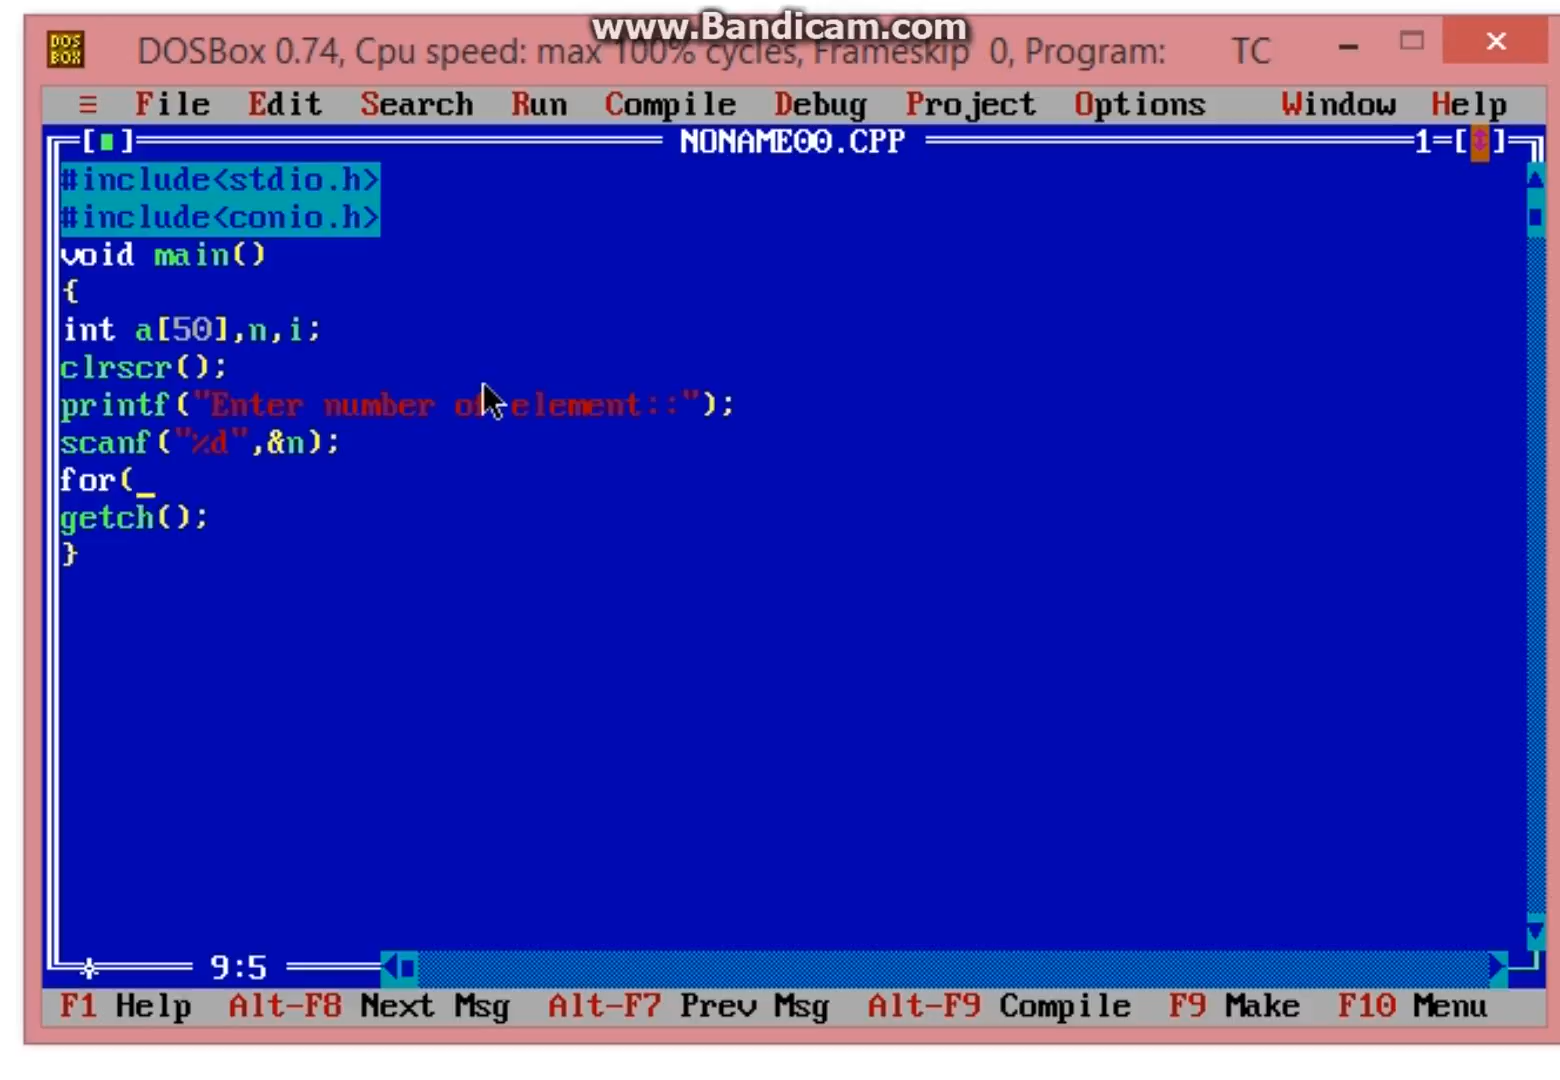 www.Bandicam.com
DOS BOX DOSBox 0.74, Cpu speed: max 100% cycles, Frameskip 0, Program: TC
≡ File Edit Search Run Compile Debug Project Options Window Help
[■] NONAME00.CPP 1=[↕]
#include<stdio.h>
#include<conio.h>
void main()
{
int a[50],n,i;
clrscr();
printf("Enter number of element::");
scanf("%d",&n);
for(_
getch();
}
9:5
F1 Help Alt-F8 Next Msg Alt-F7 Prev Msg Alt-F9 Compile F9 Make F10 Menu